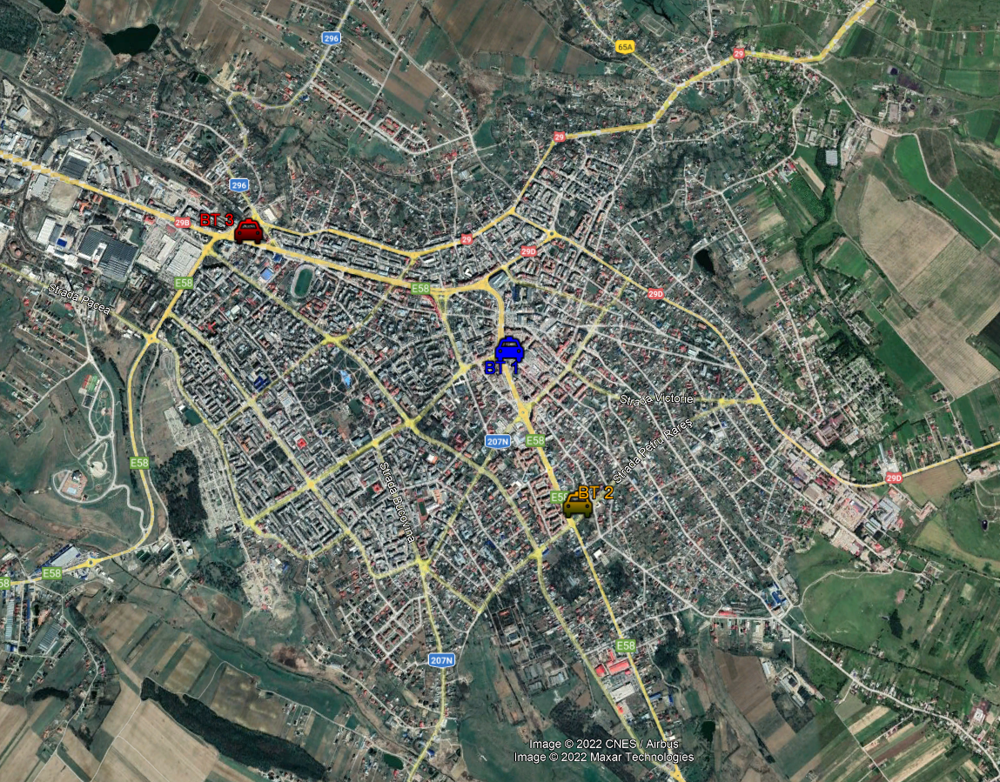 296
65A
29
29
296
BT 3
29B
29
29D
E58
E58
29D
Strada Pacea
BT 1
Strada Victoriei
Strada Petru Rareș
207N
E58
E58
Strada Bucovina
E58
BT 2
29D
E58
58
E58
207N
Image © 2022 CNES / Airbus
Image © 2022 Maxar Technologies